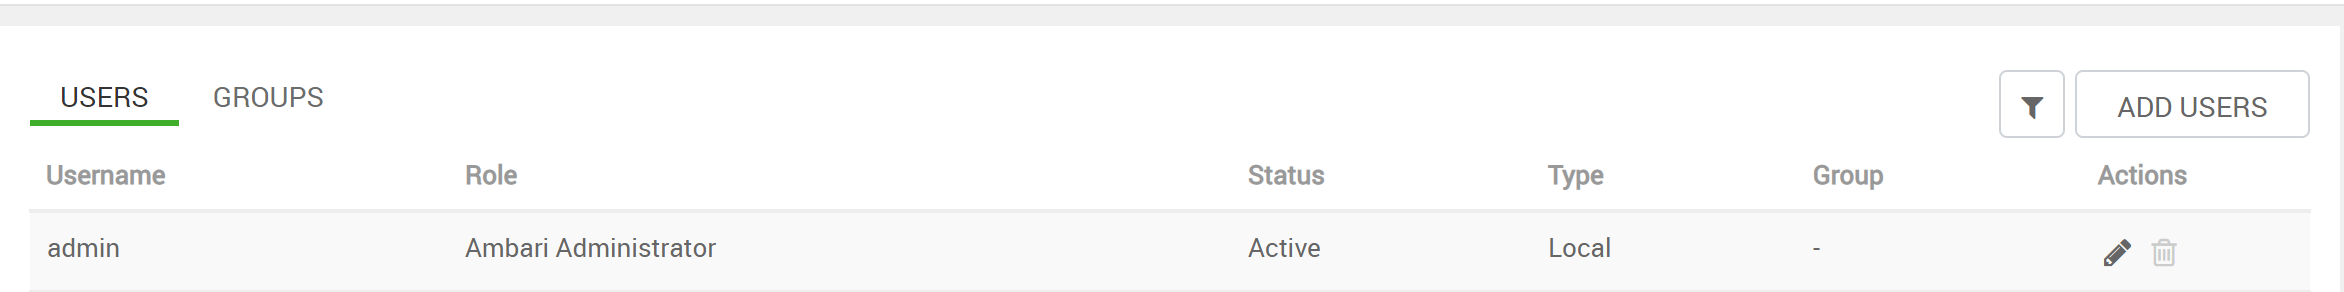 USERS GROUPS ADD USERS
Username Role Status Type Group Actions
admin Ambari Administrator Active Local -